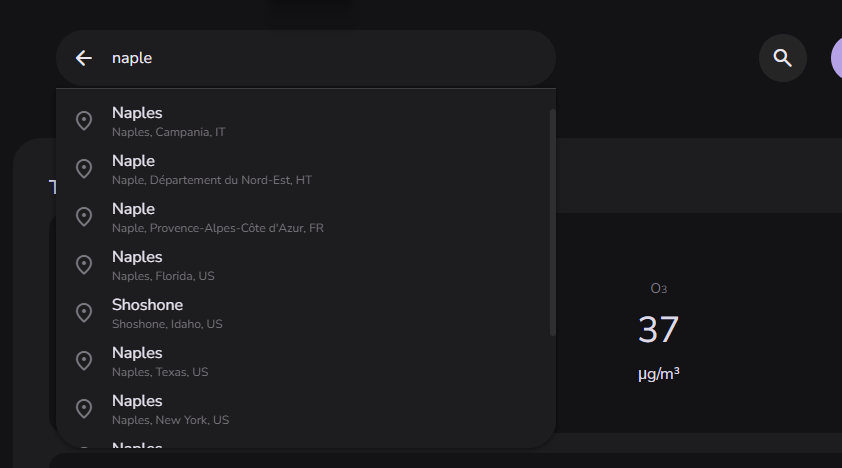 naple
Naples
Naples, Campania, IT
Naple
Naple, Département du Nord-Est, HT
Naple
Naple, Provence-Alpes-Côte d'Azur, FR
Naples
Naples, Florida, US
Shoshone
Shoshone, Idaho, US
Naples
Naples, Texas, US
Naples
Naples, New York, US
Naples
T
O₃
37
µg/m³